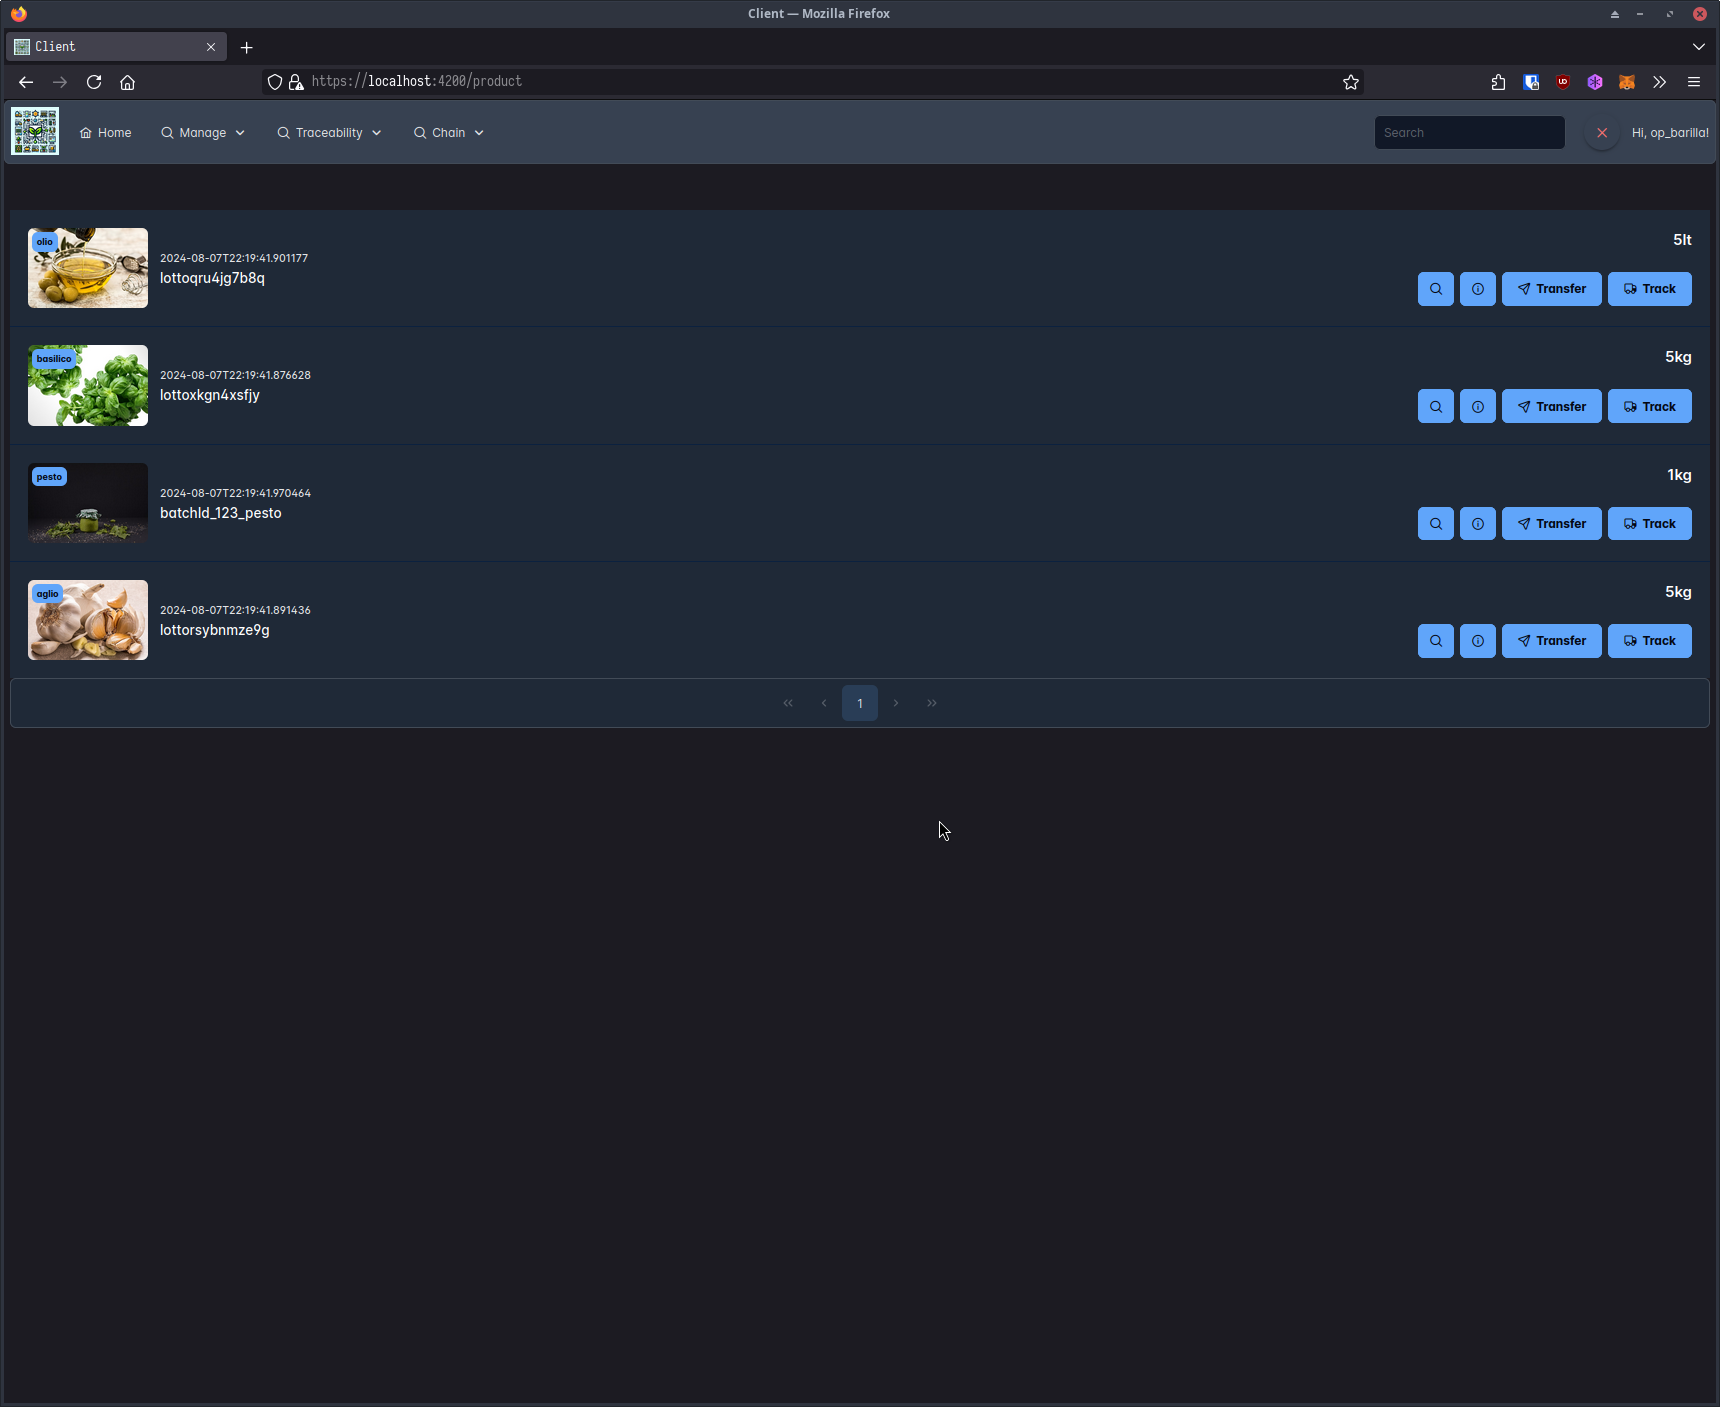 Client — Mozilla Firefox
Client
https://localhost:4200/product
Home Manage Traceability Chain Search Hi, op_barilla!
olio
2024-08-07T22:19:41.901177
lottoqru4jg7b8q
5lt
Transfer Track
basilico
2024-08-07T22:19:41.876628
lottoxkgn4xsfjy
5kg
Transfer Track
pesto
2024-08-07T22:19:41.970464
batchId_123_pesto
1kg
Transfer Track
aglio
2024-08-07T22:19:41.891436
lottorsybnmze9g
5kg
Transfer Track
1